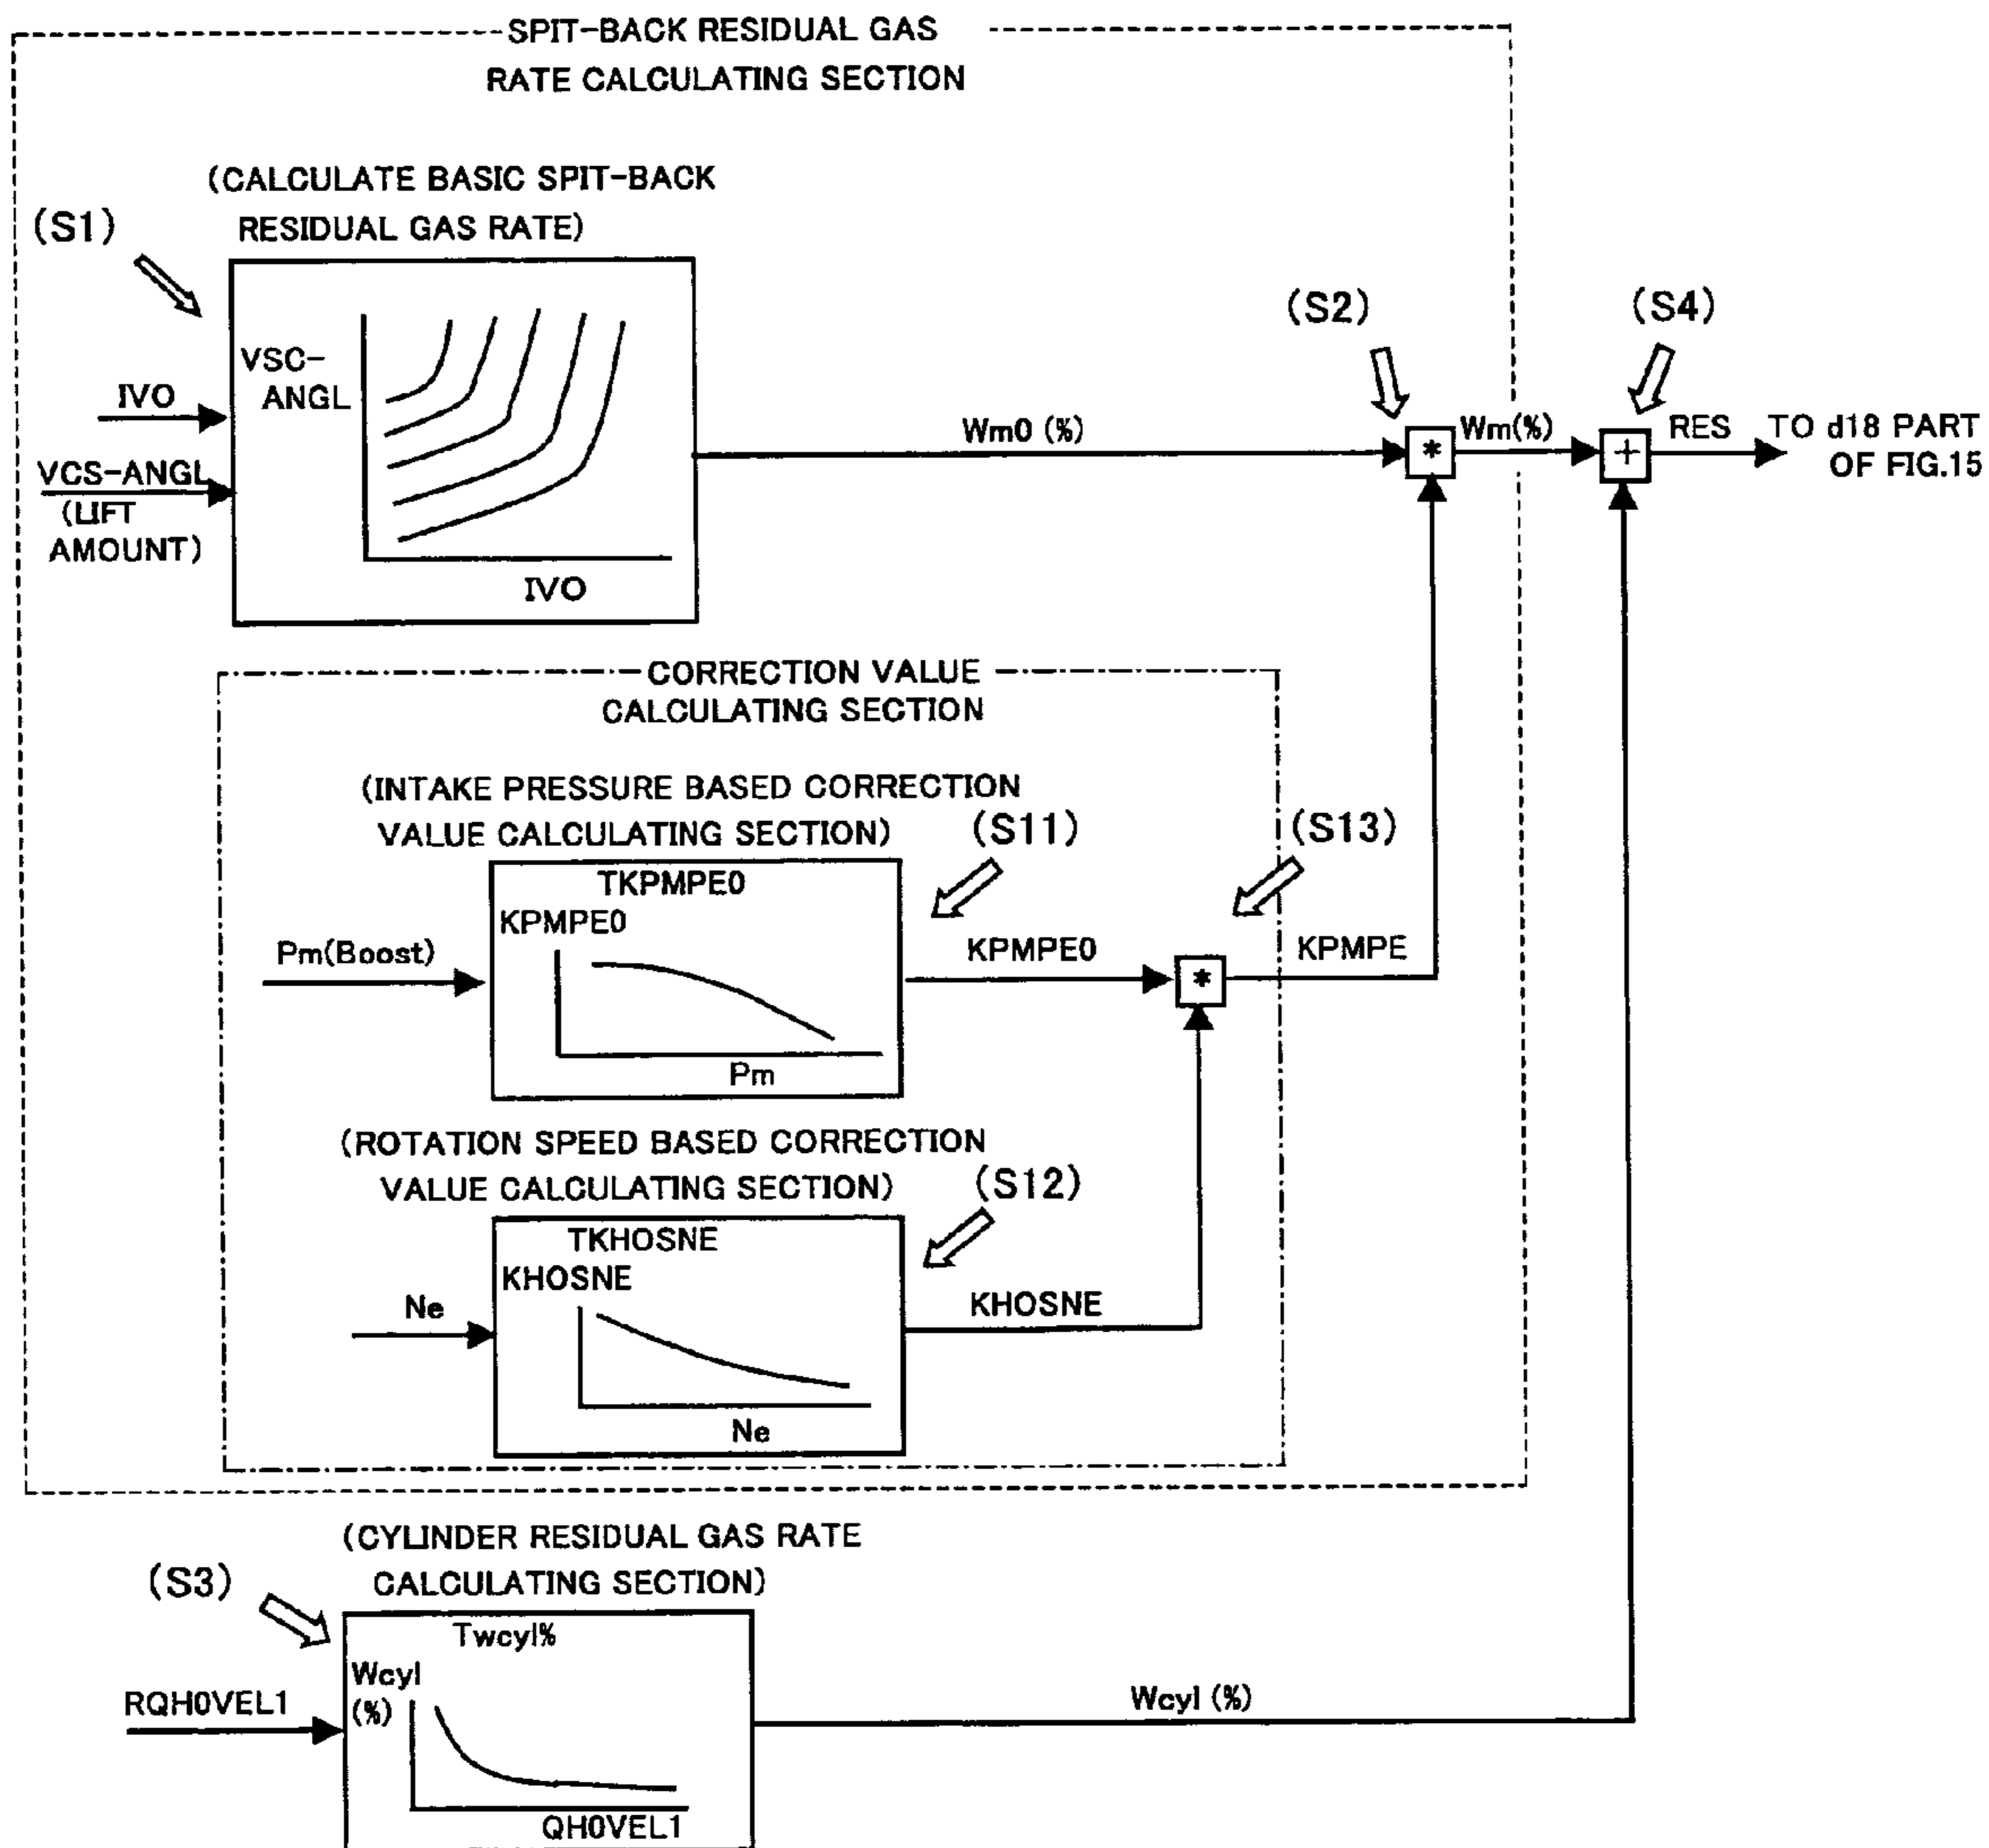 SPIT-BACK RESIDUAL GAS
RATE CALCULATING SECTION
(CALCULATE BASIC SPIT-BACK
RESIDUAL GAS RATE)
(S1)
VSC-
ANGL
IVO
IVO
VCS-ANGL
(LIFT
AMOUNT)
Wm0 (%)
(S2)
*
Wm(%)
(S4)
+
RES
TO d18 PART
OF FIG.15
CORRECTION VALUE
CALCULATING SECTION
(INTAKE PRESSURE BASED CORRECTION
VALUE CALCULATING SECTION)
(S11)
(S13)
TKPMPE0
KPMPE0
Pm(Boost)
Pm
KPMPE0
*
KPMPE
(ROTATION SPEED BASED CORRECTION
VALUE CALCULATING SECTION)
(S12)
TKHOSNE
KHOSNE
Ne
Ne
KHOSNE
(CYLINDER RESIDUAL GAS RATE
CALCULATING SECTION)
(S3)
Twcyl%
Wcyl
(%)
RQH0VEL1
QH0VEL1
Wcyl (%)